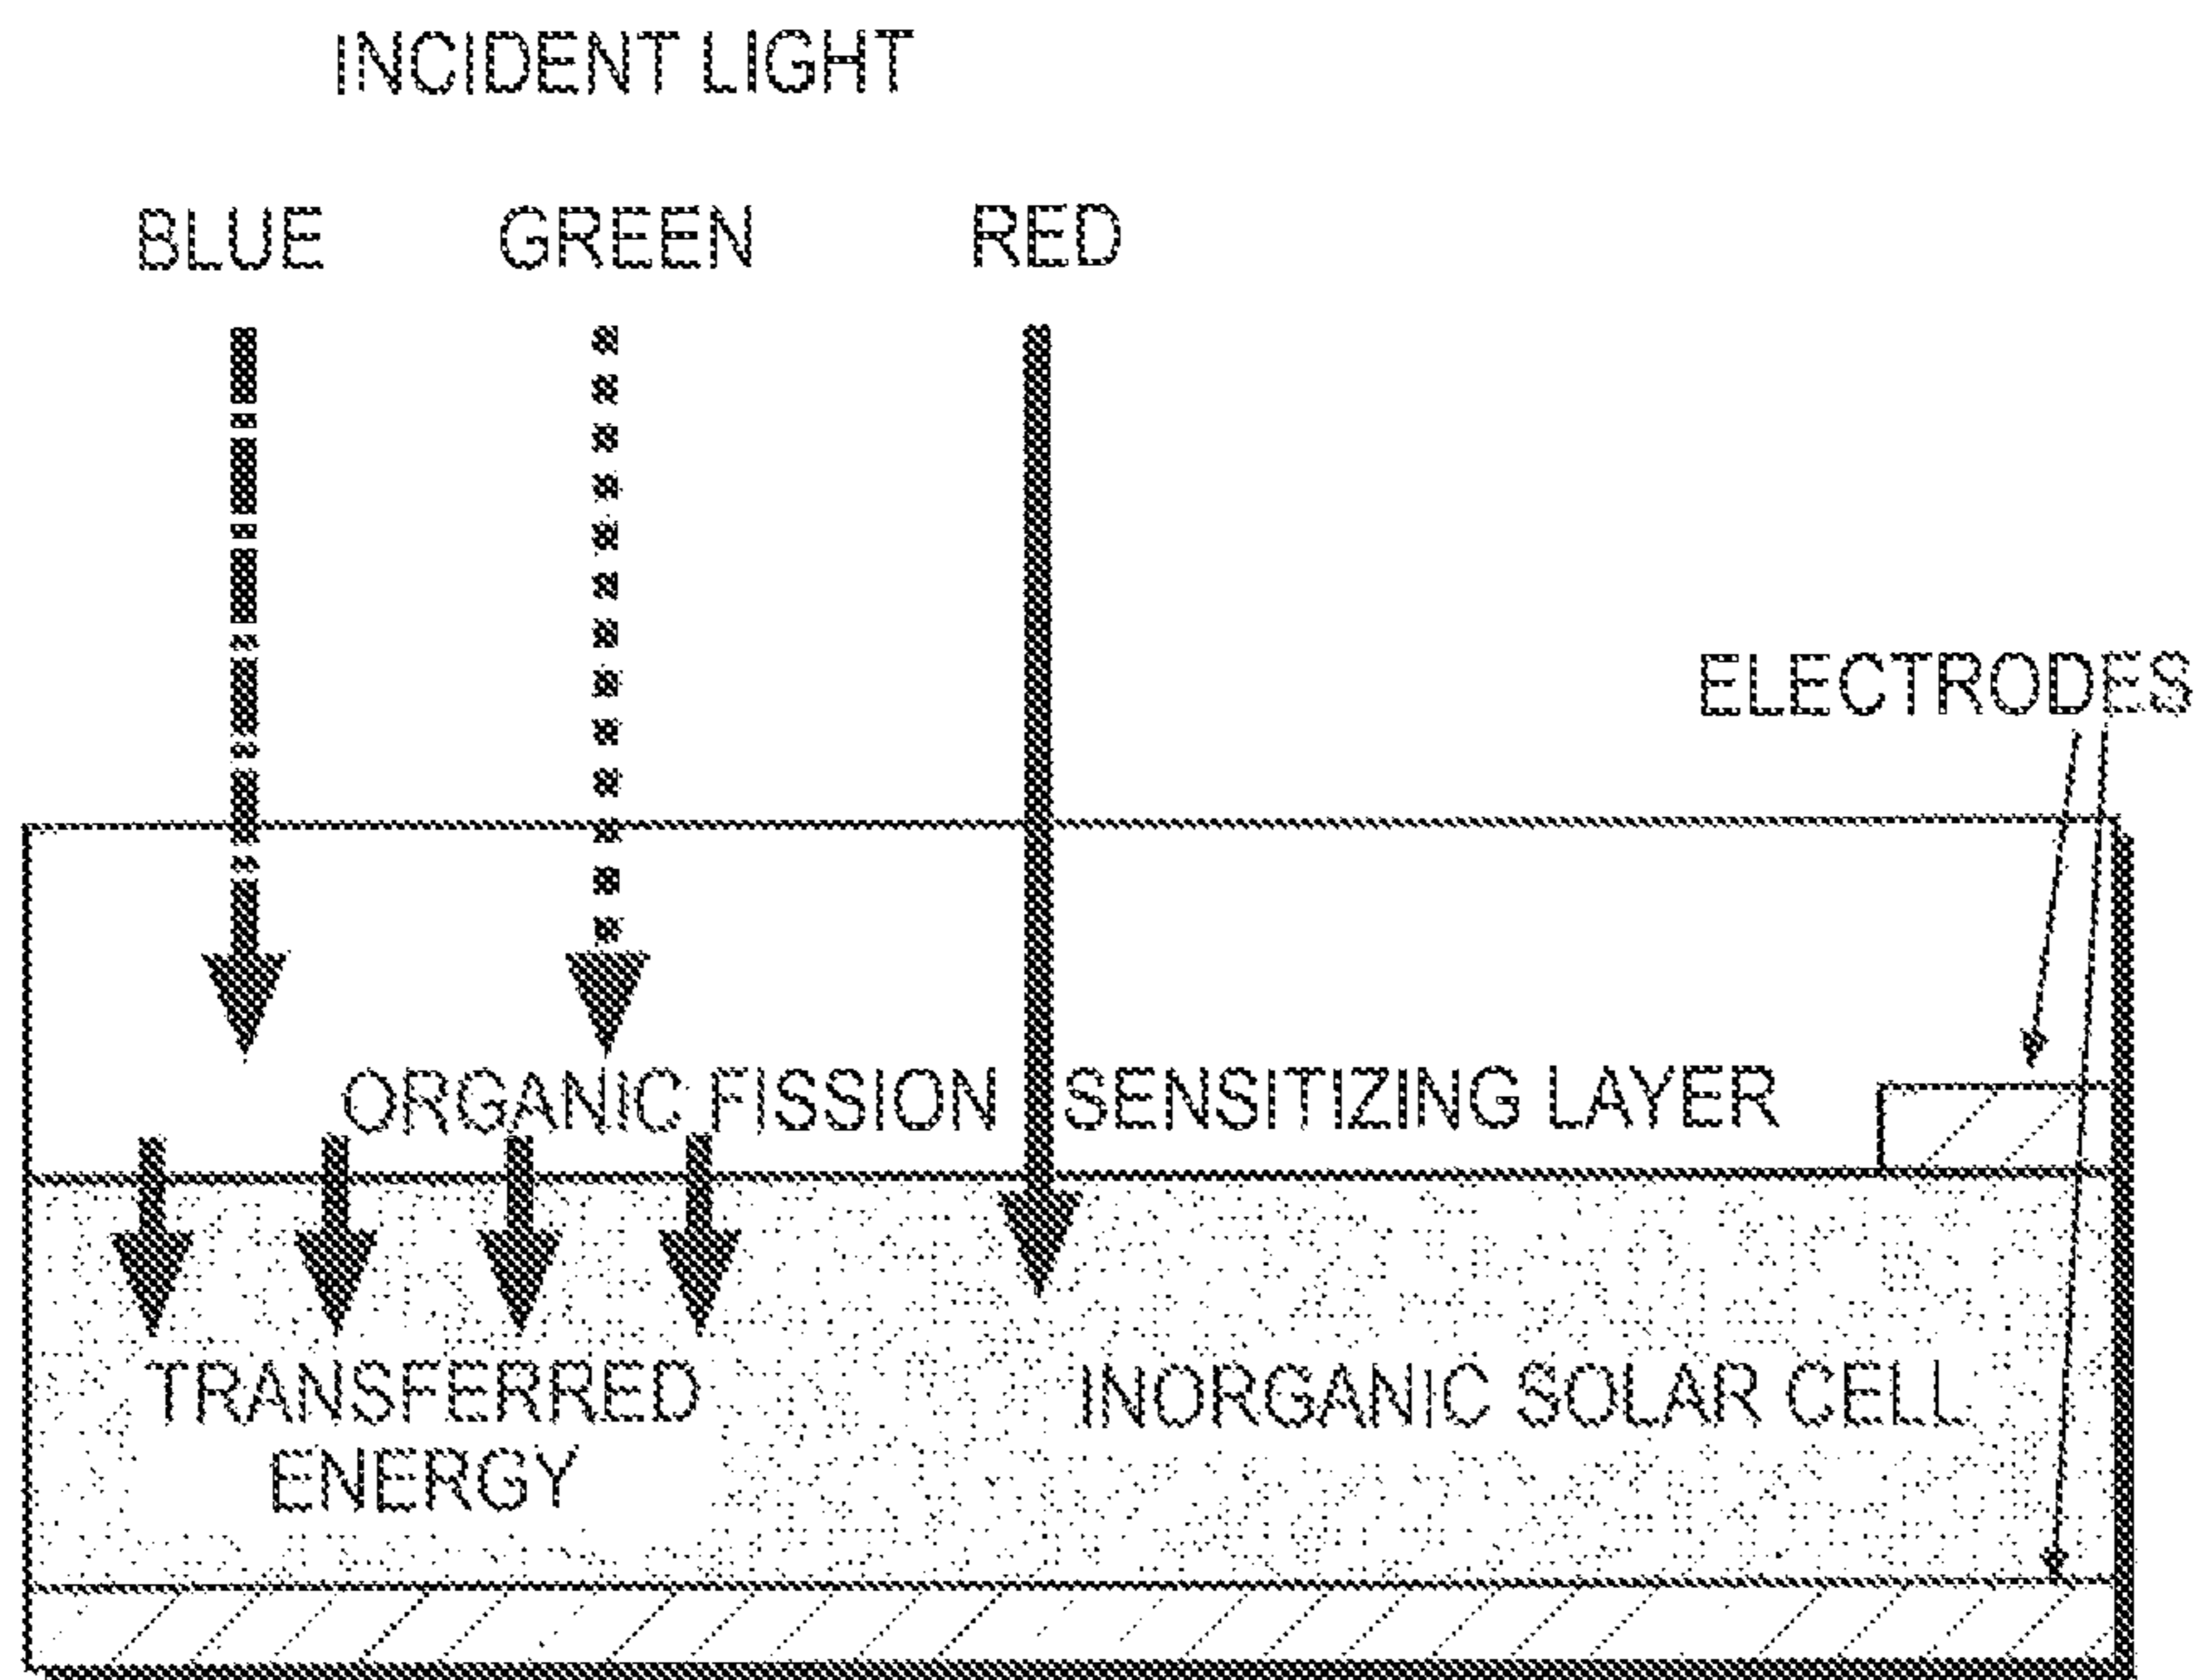 INCIDENT LIGHT
BLUE GREEN RED
ELECTRODES
ORGANIC FISSION SENSITIZING LAYER
TRANSFERRED
ENERGY
INORGANIC SOLAR CELL